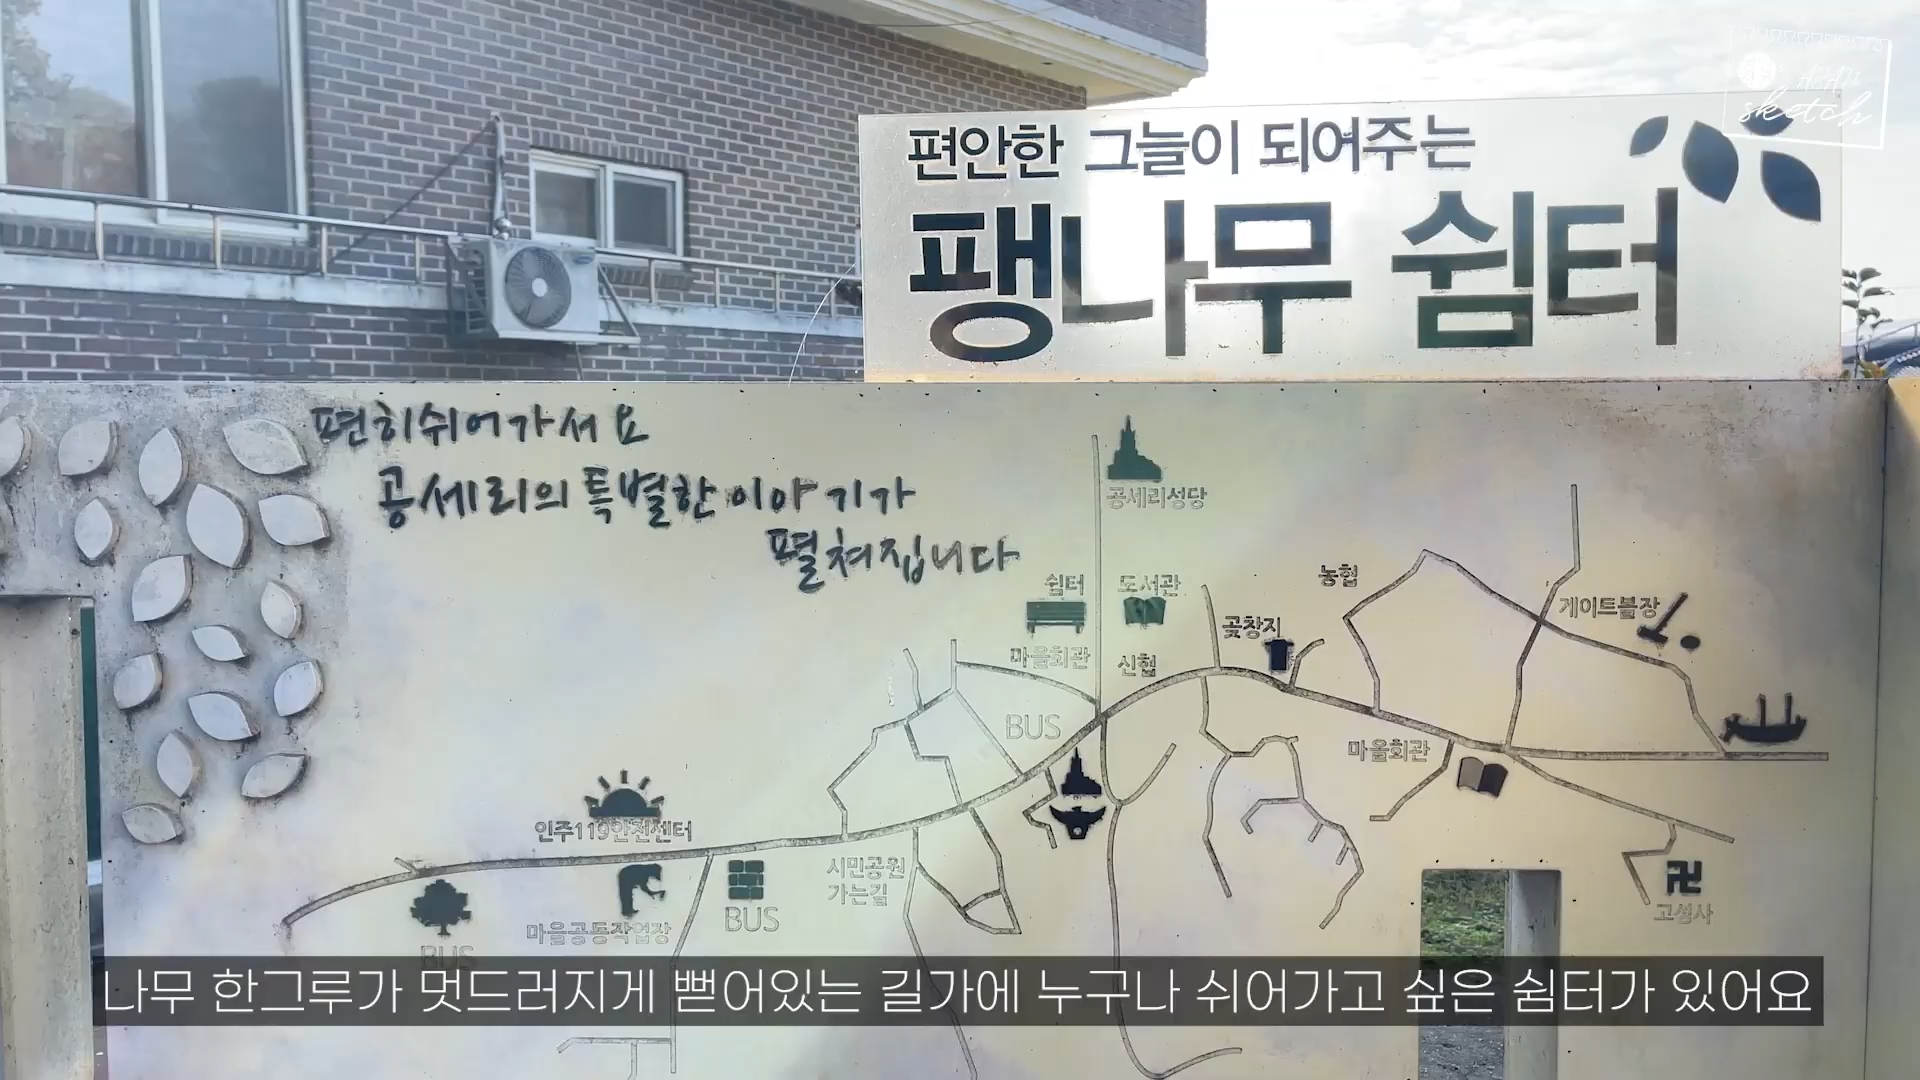 sketch
편안한 그늘이 되어주는
팽나무 쉼터
편히쉬어가서요
공세리의 특별한 이야기가
펼쳐집니다
공세리성당
쉼터
도서관
농협
게이트볼장
곶창지
마을회관
신협
BUS
마을회관
인주119안전센터
시민공원
가는길
BUS
마을공동작업장
고성사
BUS
나무 한그루가 멋드러지게 뻗어있는 길가에 누구나 쉬어가고 싶은 쉼터가 있어요